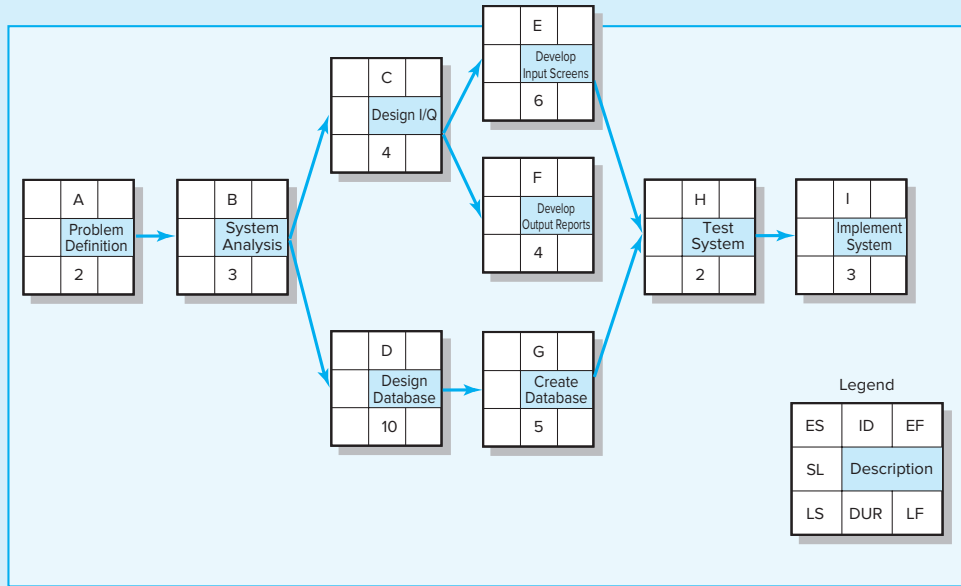 A
Problem
Definition
2
B
System
Analysis
3
C
Design I/Q
4
D
Design
Database
10
E
Develop
Input Screens
6
F
Develop
Output Reports
4
G
Create
Database
5
H
Test
System
2
I
Implement
System
3
Legend
ES ID EF
SL Description
LS DUR LF